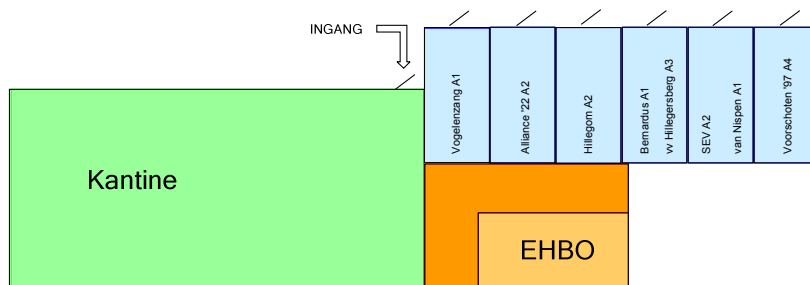 INGANG
Vogelenzang A1
Alliance '22 A2
Hillegom A2
Bernardus A1
vv Hillegersberg A3
SEV A2
van Nispen A1
Voorschoten '97 A4
Kantine
EHBO